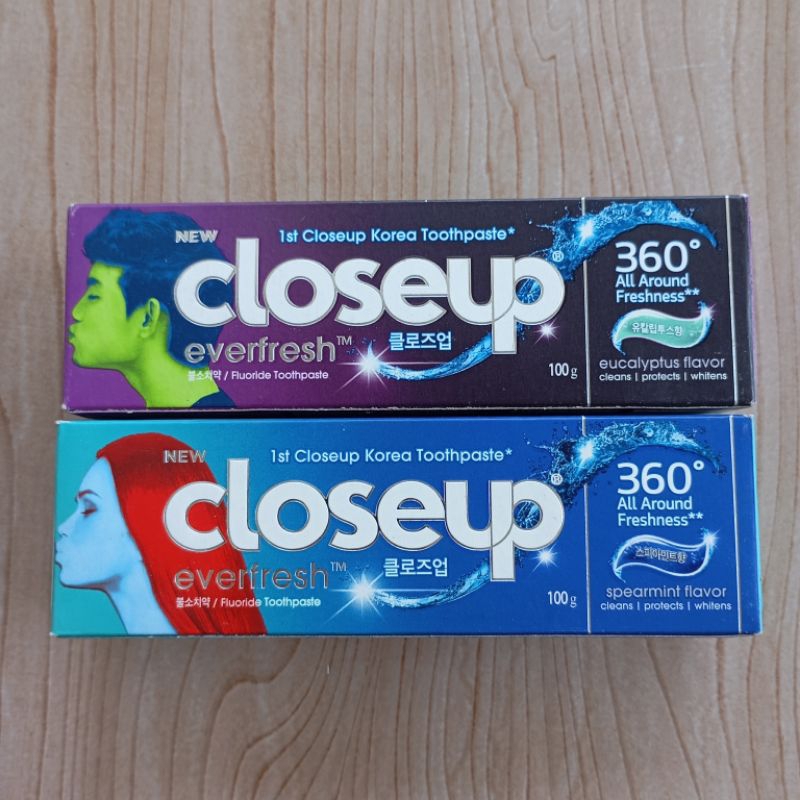 NEW
1st Closeup Korea Toothpaste*
closeup®
everfresh™
클로즈업
불소치약 / Fluoride Toothpaste
100g
360°
All Around
Freshness**
유칼립투스향
eucalyptus flavor
cleans | protects | whitens
NEW
1st Closeup Korea Toothpaste*
closeup®
everfresh™
클로즈업
불소치약 / Fluoride Toothpaste
100g
360°
All Around
Freshness**
스피아민트향
spearmint flavor
cleans | protects | whitens